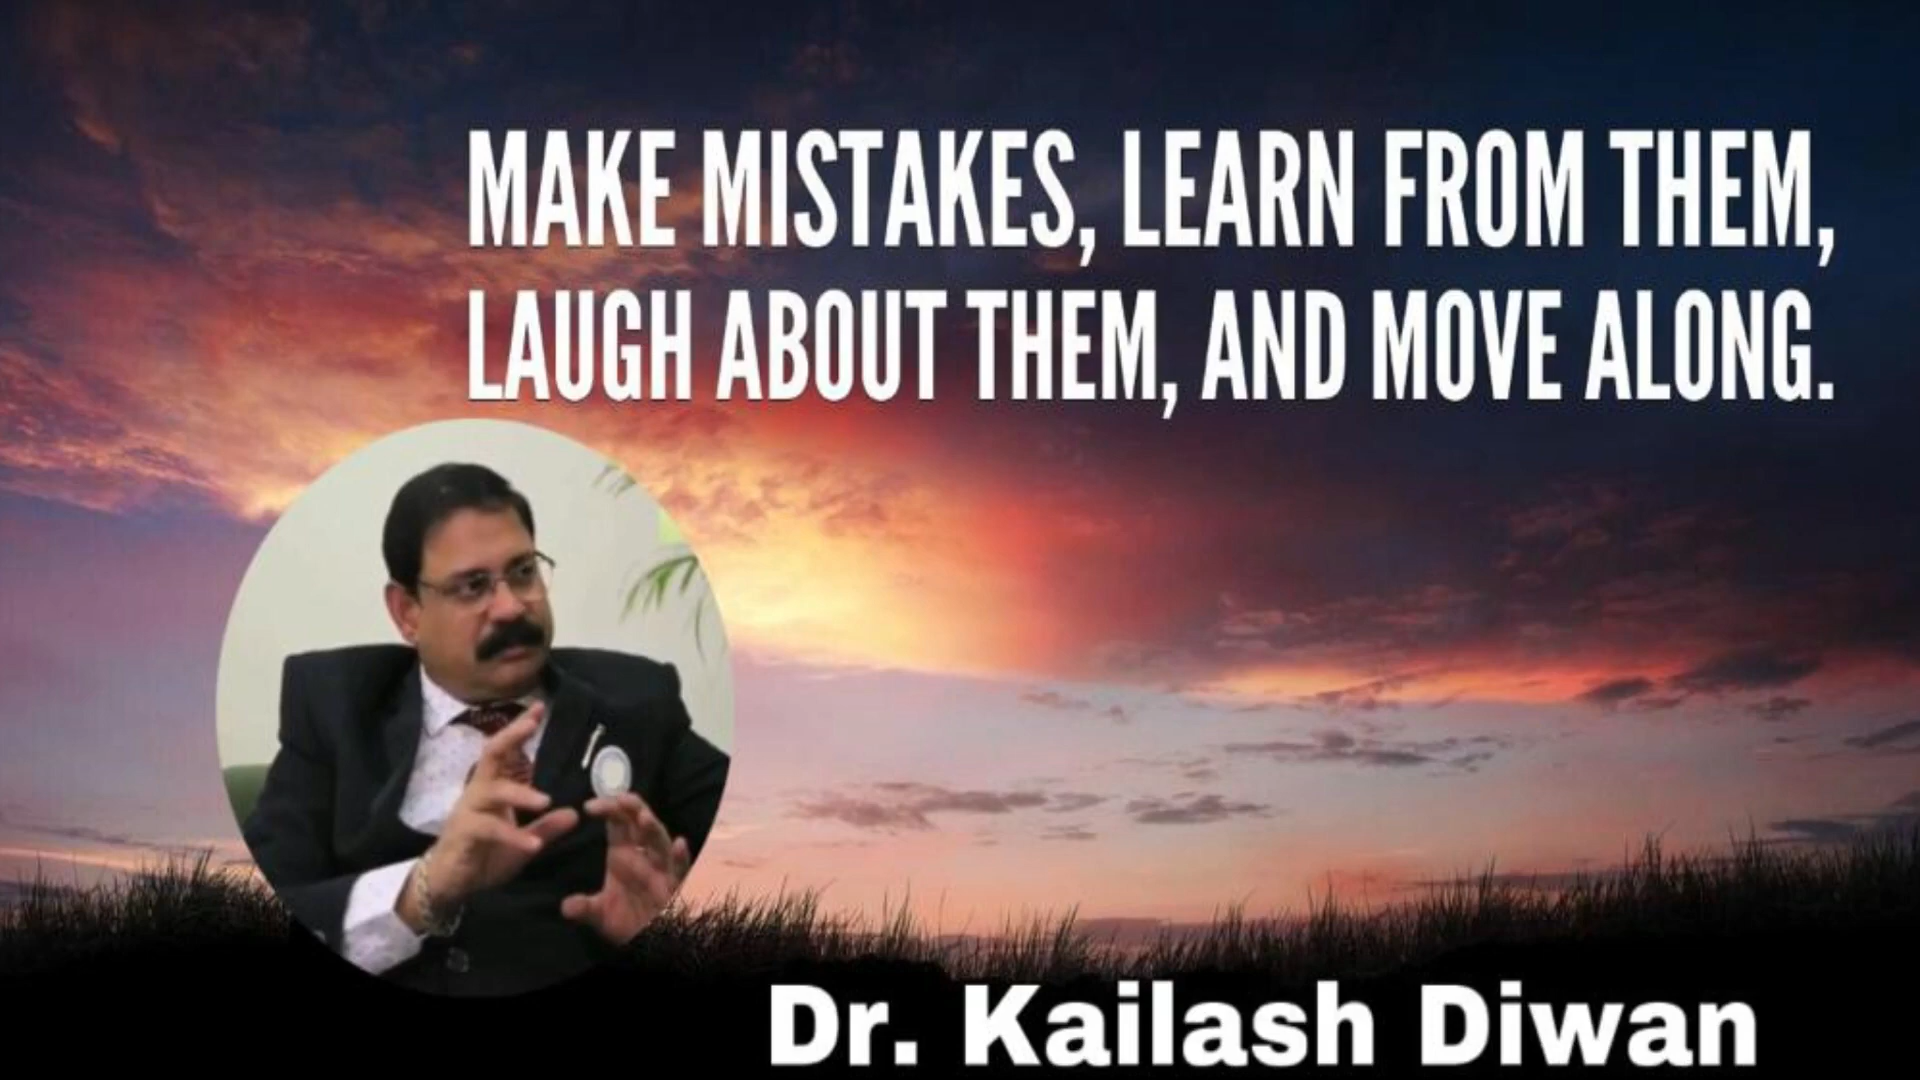 MAKE MISTAKES, LEARN FROM THEM,
LAUGH ABOUT THEM, AND MOVE ALONG.
Dr. Kailash Diwan